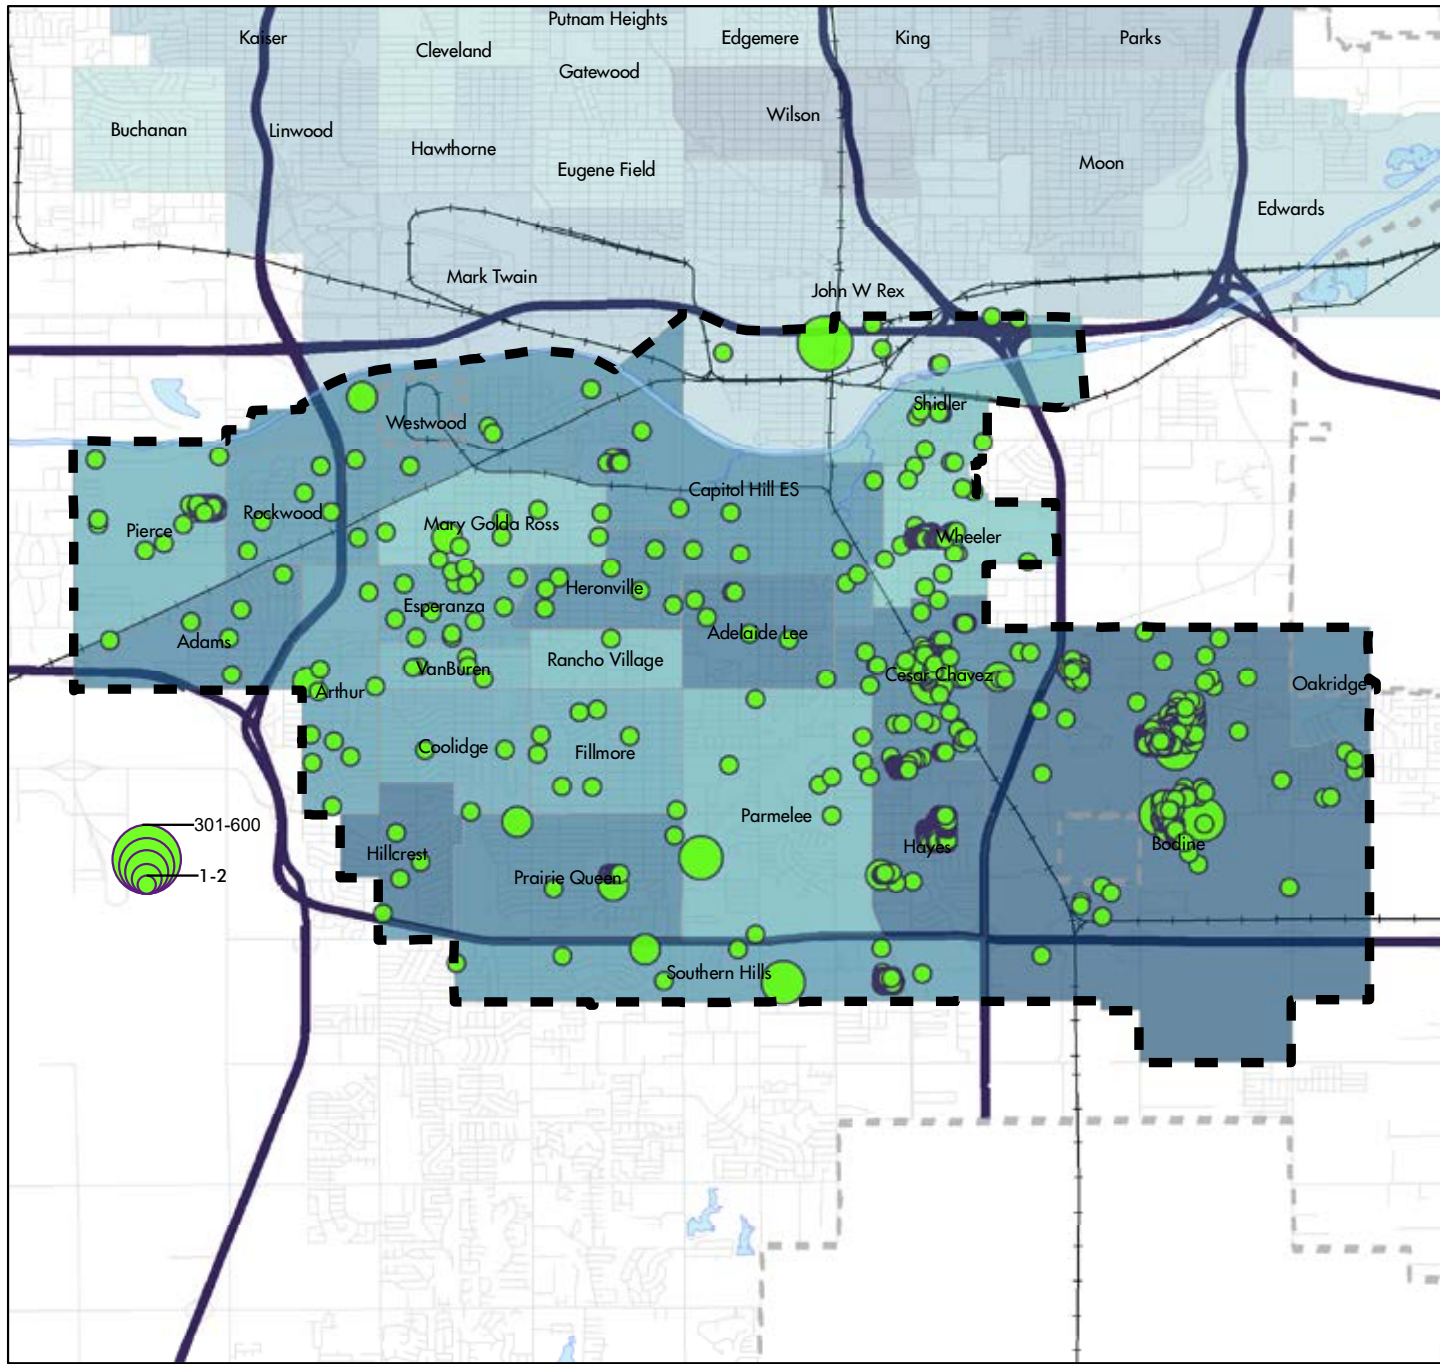 Putnam Heights
Kaiser
Cleveland
Edgemere
King
Parks
Gatewood
Buchanan
Linwood
Wilson
Hawthorne
Eugene Field
Moon
Edwards
Mark Twain
John W Rex
Westwood
Shidler
Capitol Hill ES
Pierce
Rockwood
Mary Golda Ross
Wheeler
Heronville
Esperanza
Adams
Adelaide Lee
Rancho Village
VanBuren
Cesar Chavez
Oakridge
Arthur
Coolidge
Fillmore
Parmelee
301-600
Hillcrest
Hayes
Bodine
1-2
Prairie Queen
Southern Hills